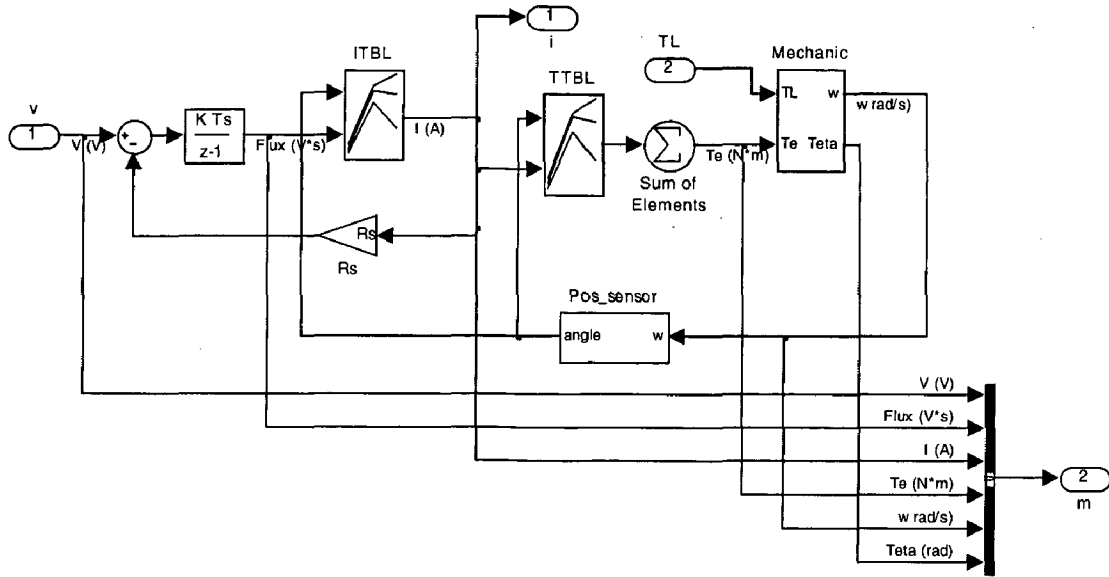 1
i
ITBL
TL
2
TTBL
Mechanic
TL
w
w rad/s)
v
1
V (V)
+
-
K Ts
z-1
Flux (V*s)
I (A)
Te
Teta
Te (N*m)
Sum of
Elements
Rs
Rs
Pos_sensor
angle
w
V (V)
Flux (V*s)
I (A)
Te (N*m)
w rad/s)
Teta (rad)
2
m